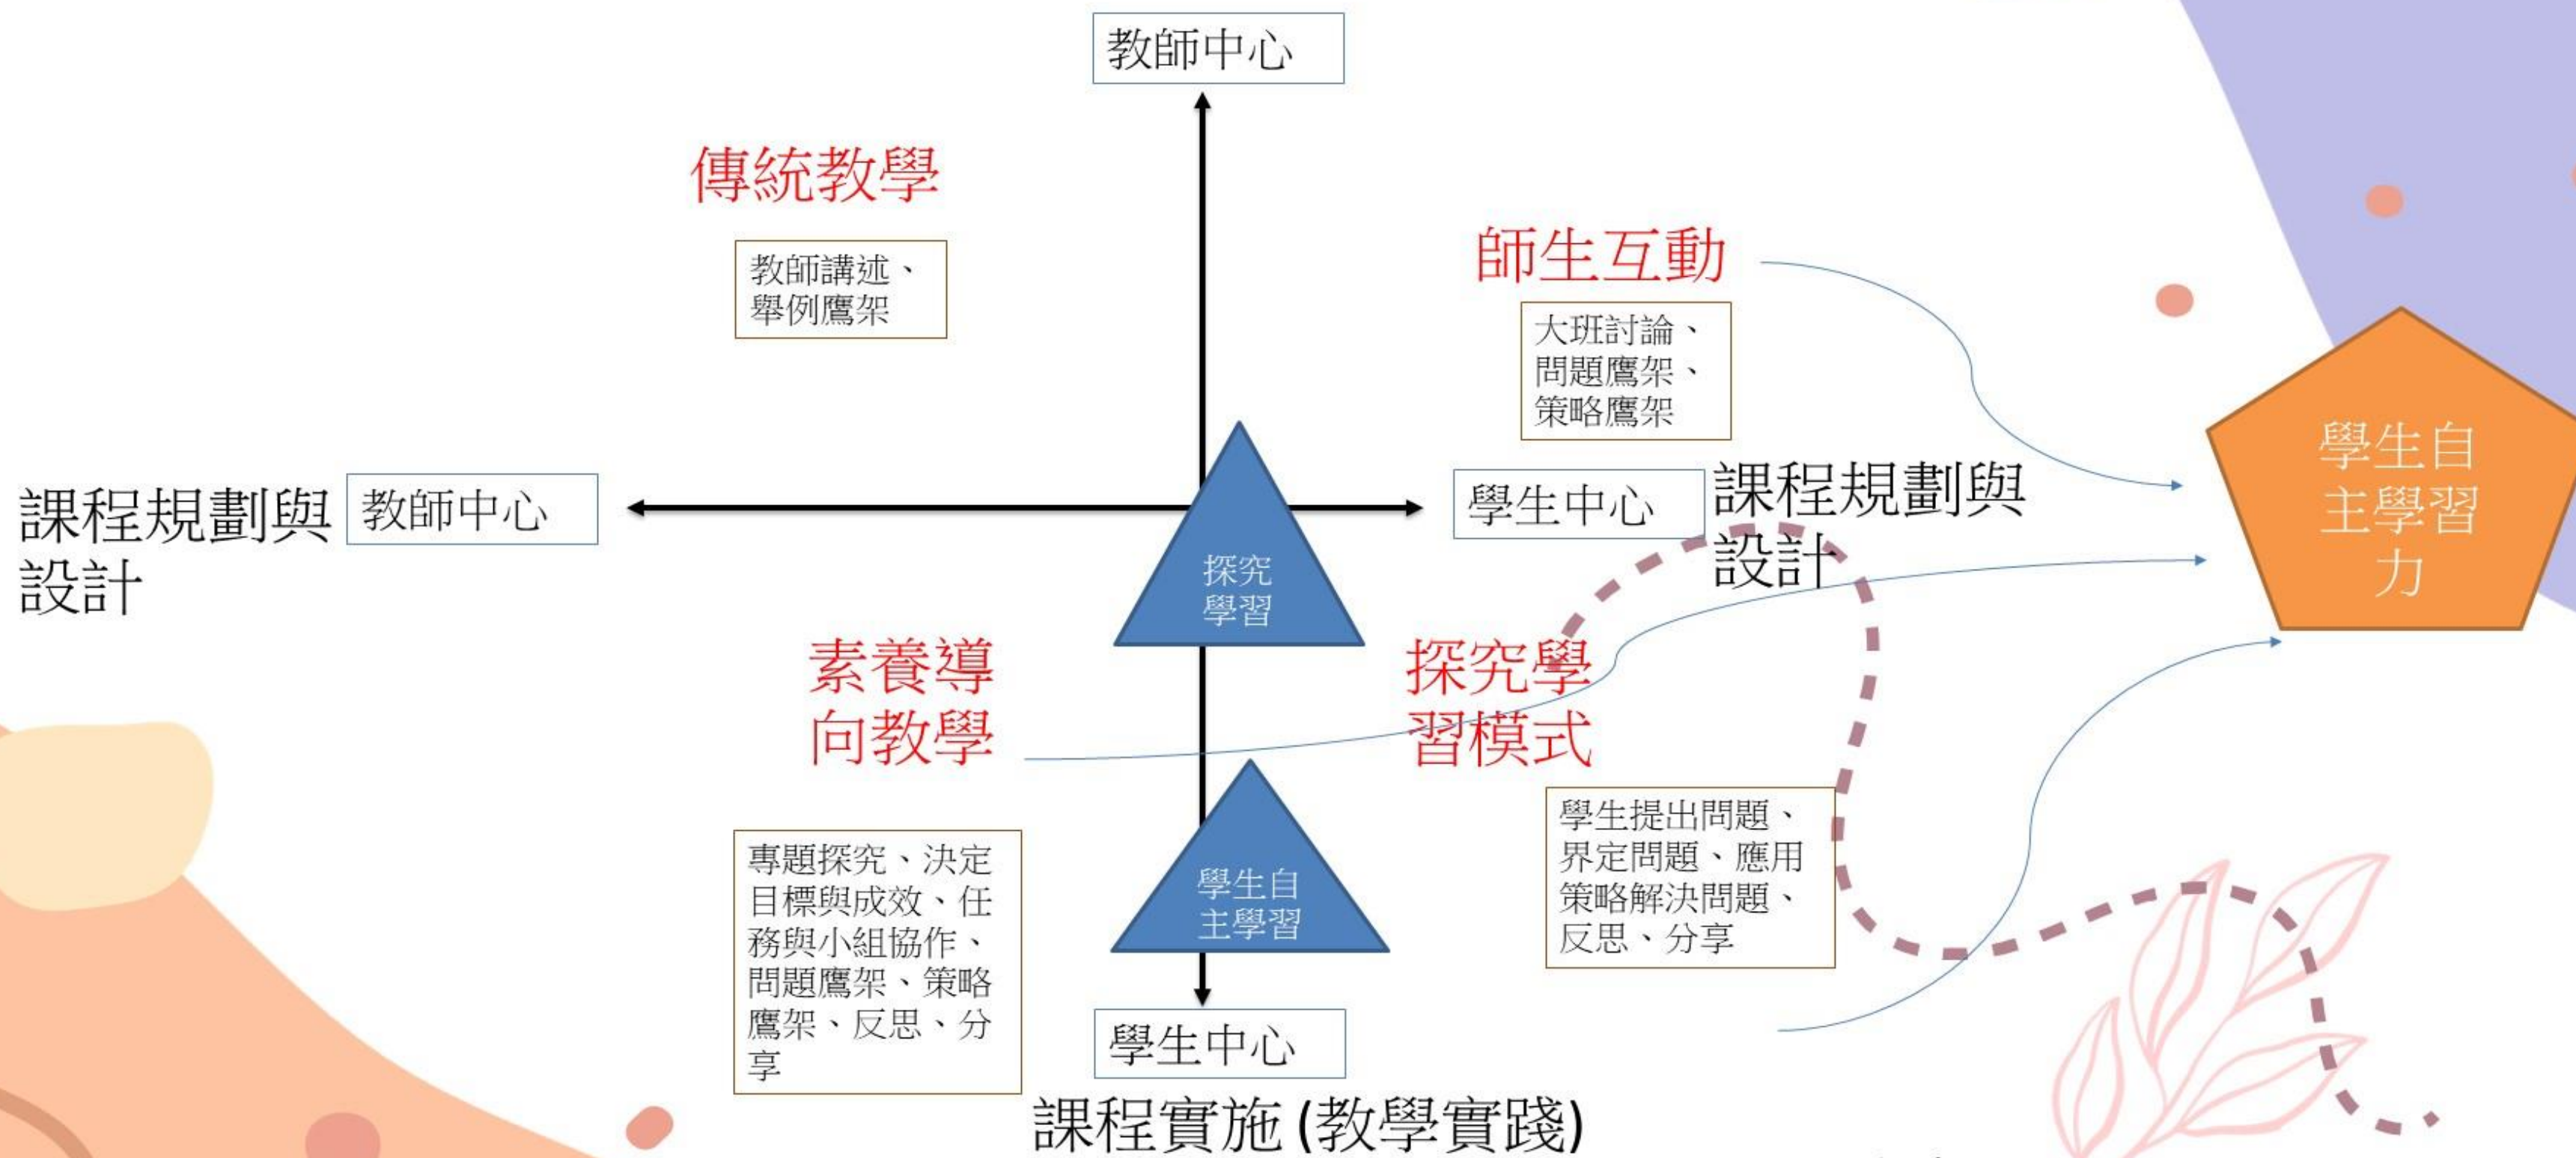 教師中心
傳統教學
教師講述、
舉例鷹架
師生互動
大班討論、
問題鷹架、
策略鷹架
課程規劃與
設計
教師中心
學生中心
課程規劃與
設計
探究
學習
學生自
主學習
力
素養導
向教學
探究學
習模式
專題探究、決定
目標與成效、任
務與小組協作、
問題鷹架、策略
鷹架、反思、分
享
學生自
主學習
學生提出問題、
界定問題、應用
策略解決問題、
反思、分享
學生中心
課程實施 (教學實踐)